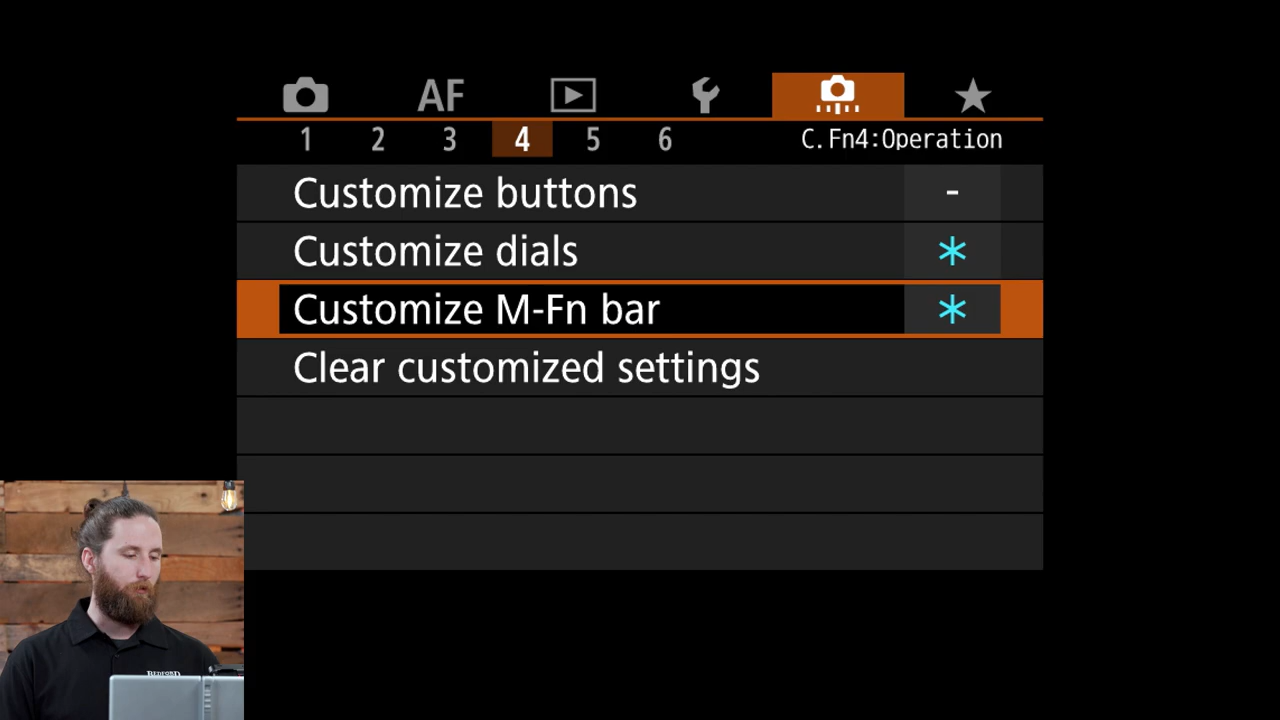 AF
1 2 3 4 5 6 C.Fn4:Operation
Customize buttons -
Customize dials *
Customize M-Fn bar *
Clear customized settings
BEDFORD